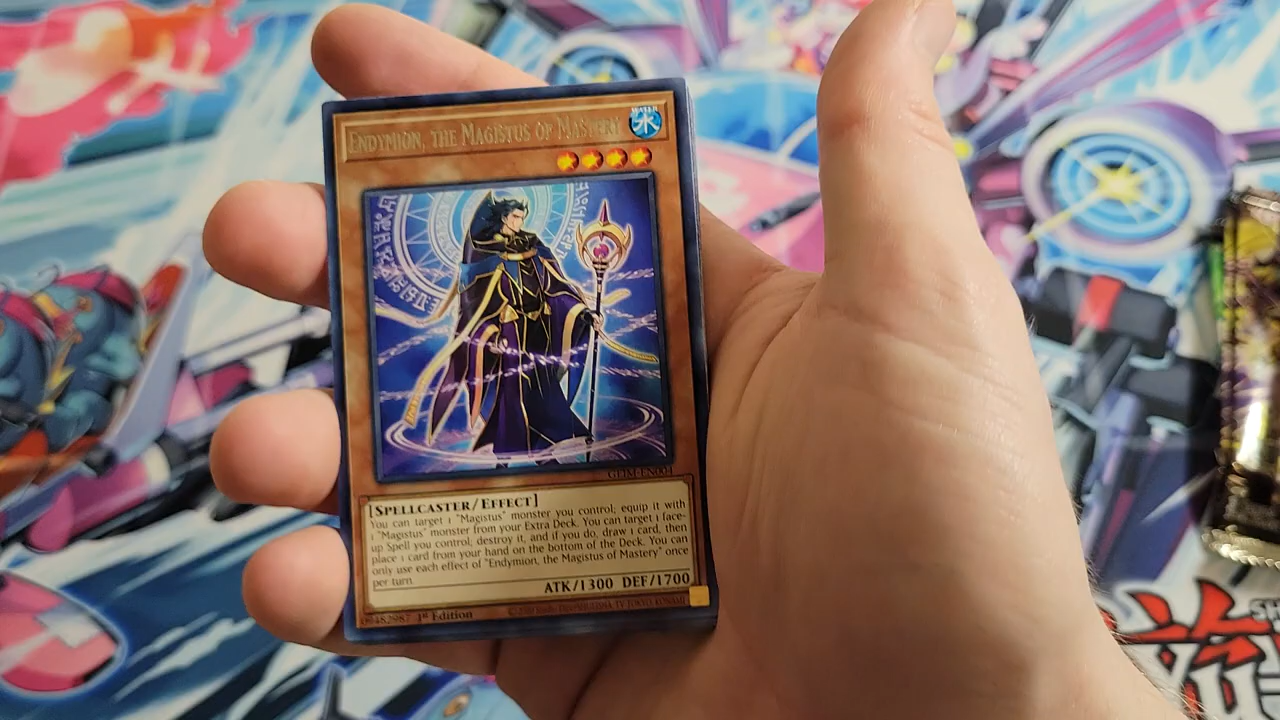 ENDYMION, THE MAGISTUS OF MASTERY
WATER
水
GEIM-EN004
[SPELLCASTER/EFFECT]
You can target 1 "Magistus" monster you control; equip it with
1 "Magistus" monster from your Extra Deck. You can target 1 face-
up Spell you control; destroy it, and if you do, draw 1 card, then
place 1 card from your hand on the bottom of the Deck. You can
only use each effect of "Endymion, the Magistus of Mastery" once
per turn.
ATK/1300 DEF/1700
1st Edition